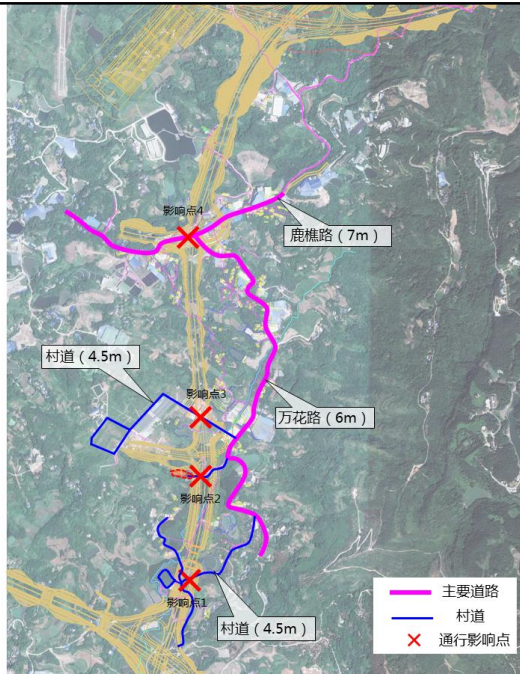 影响点4
鹿樵路（7m）
村道（4.5m）
影响点3
万花路（6m）
影响点2
影响点1
村道（4.5m）
主要道路
村道
通行影响点